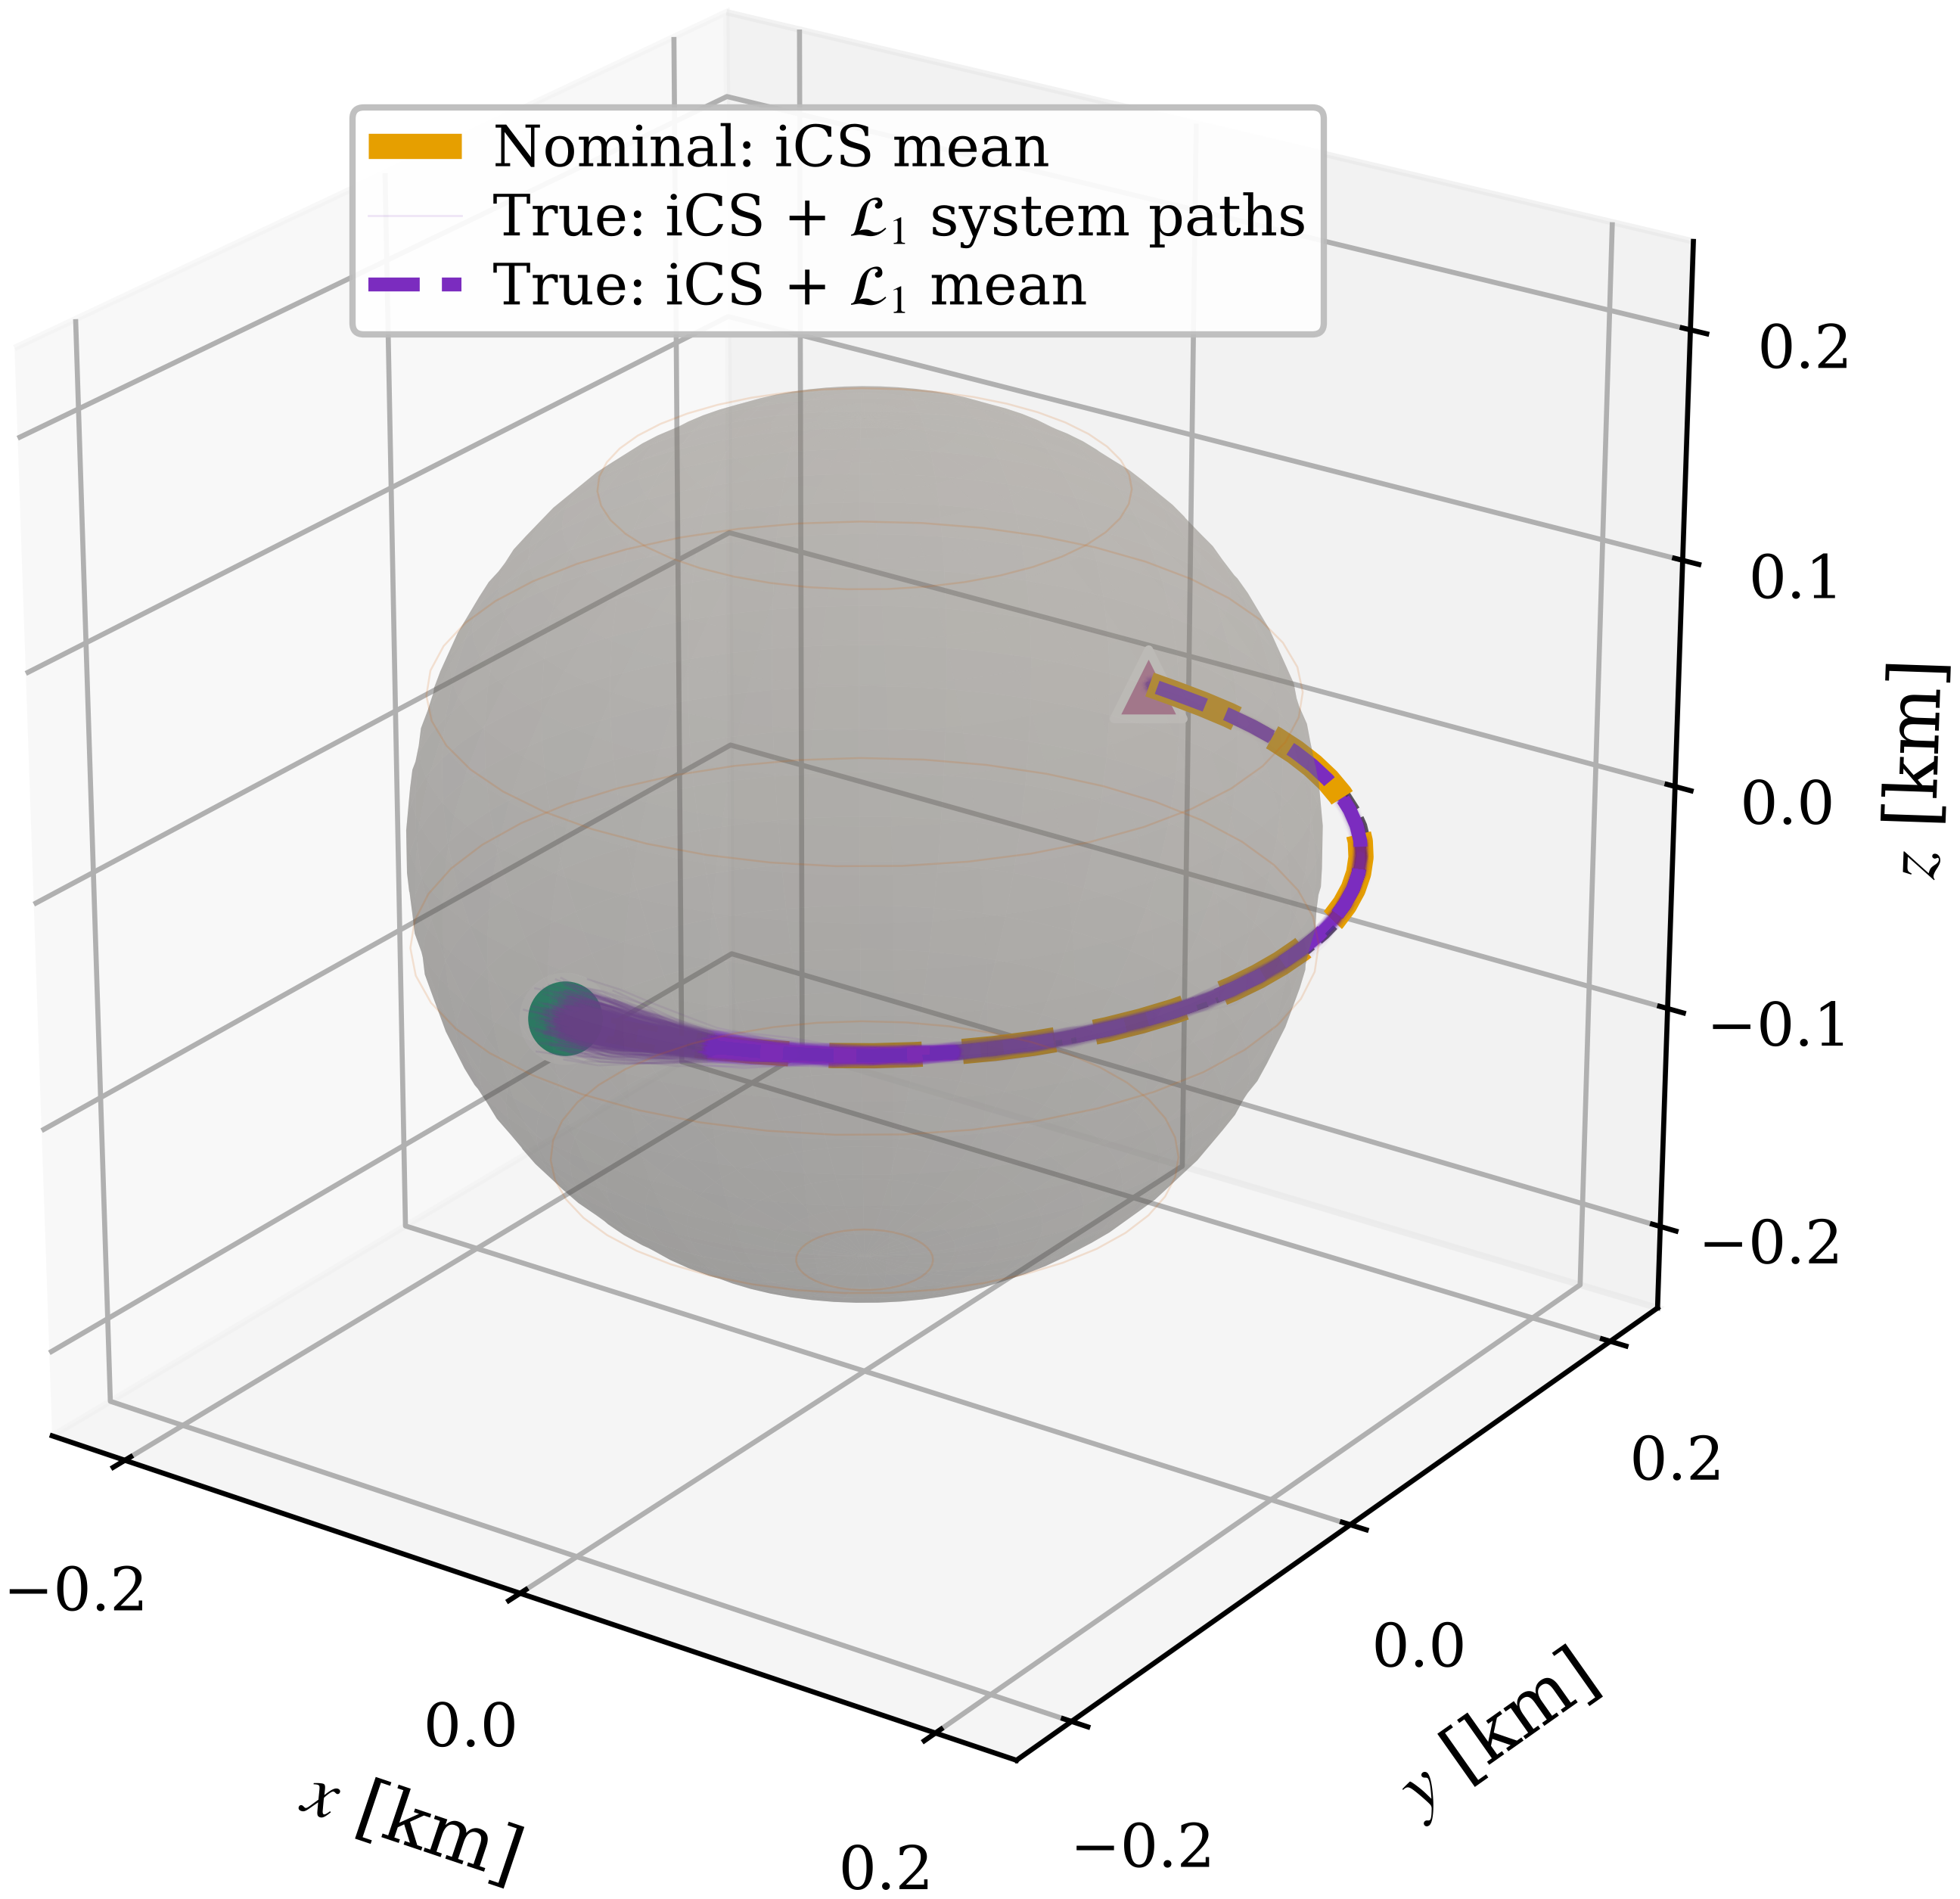 Nominal: iCS mean
True: iCS + ℒ₁ system paths
True: iCS + ℒ₁ mean
0.2
0.1
0.0
−0.1
−0.2
z [km]
−0.2
0.0
0.2
x [km]
−0.2
0.0
0.2
y [km]